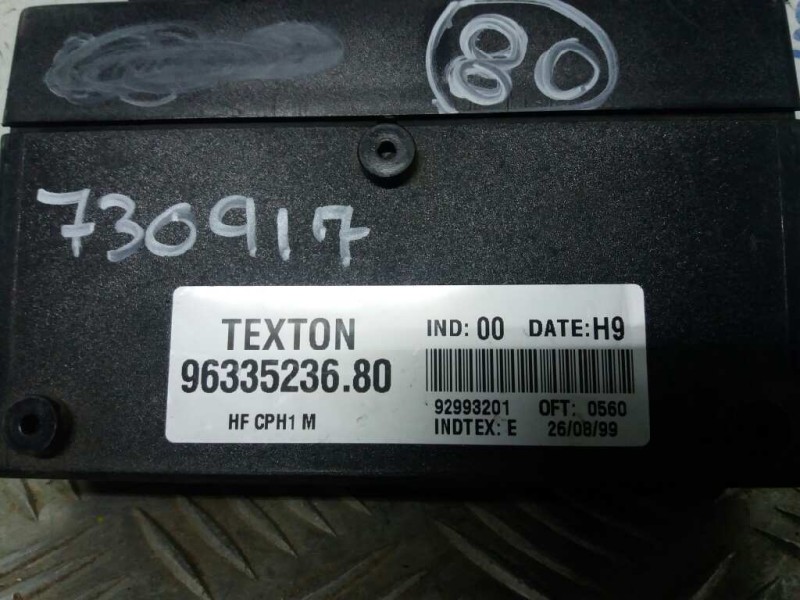 80
730917
TEXTON IND: 00 DATE:H9
96335236.80
92993201 OFT: 0560
HF CPH1 M INDTEX: E 26/08/99